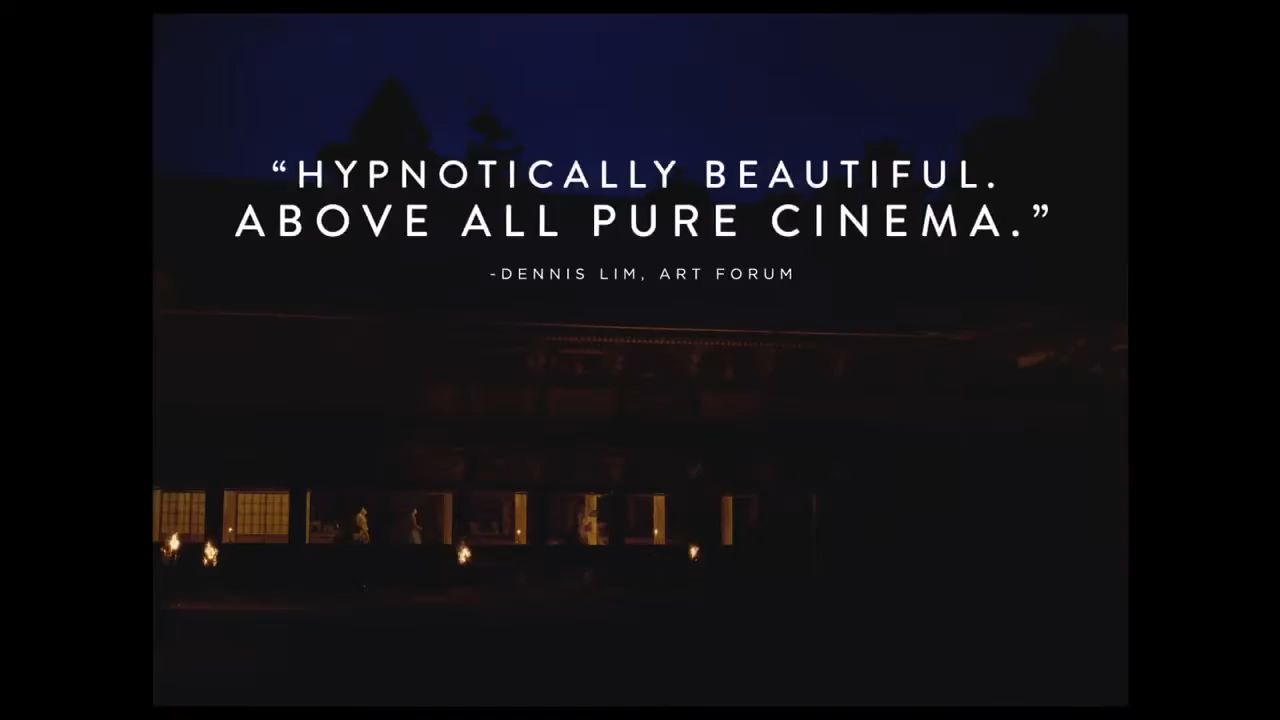 “HYPNOTICALLY BEAUTIFUL.
ABOVE ALL PURE CINEMA.”
-DENNIS LIM, ART FORUM